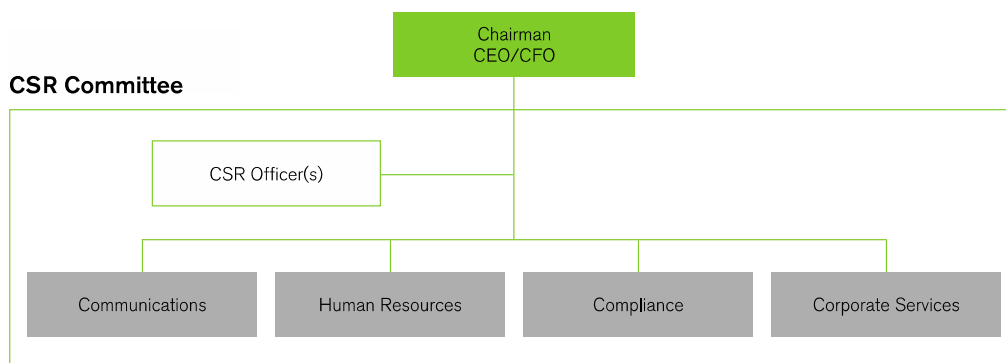 Chairman
CEO/CFO
CSR Committee
CSR Officer(s)
Communications
Human Resources
Compliance
Corporate Services